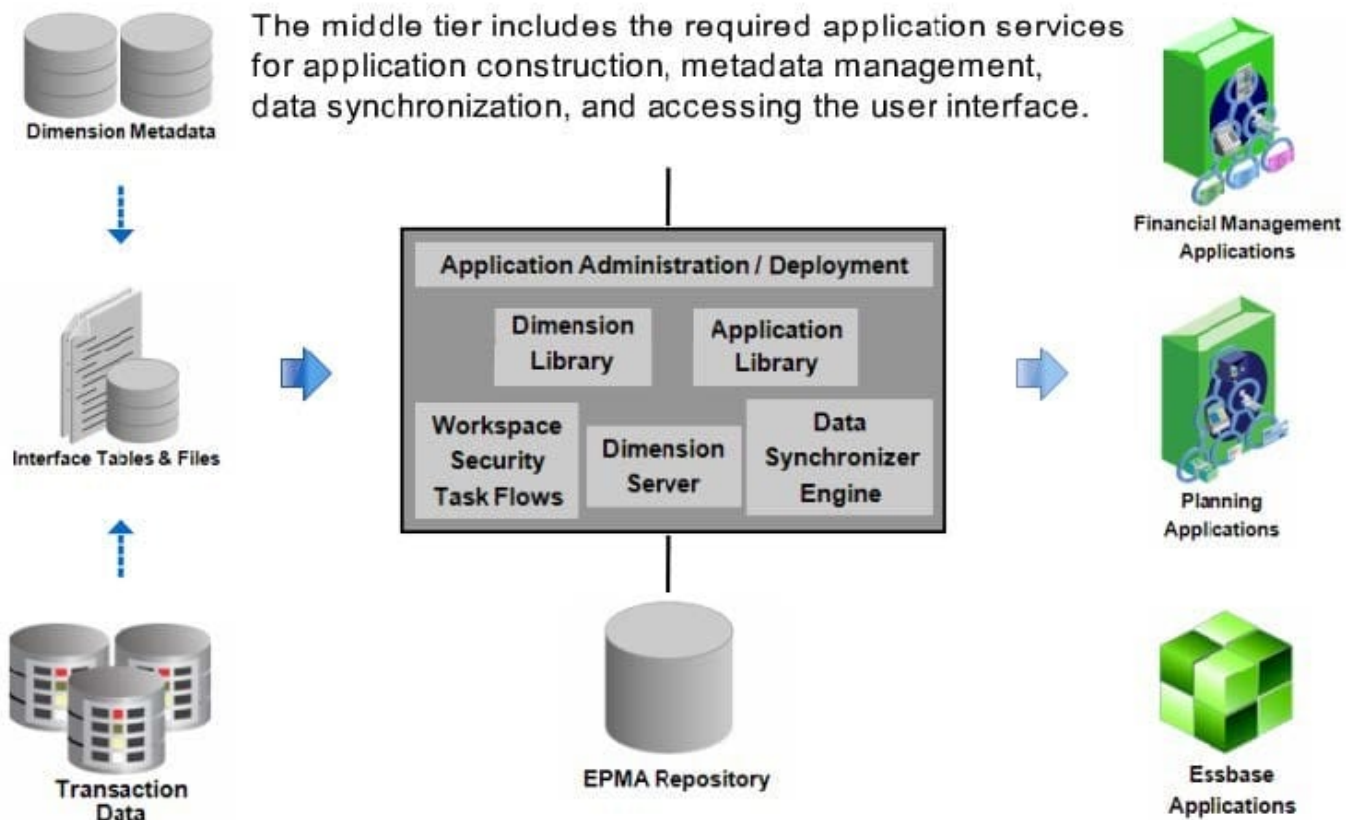 The middle tier includes the required application services
for application construction, metadata management,
data synchronization, and accessing the user interface.
Dimension Metadata
Interface Tables & Files
Transaction
Data
Application Administration / Deployment
Dimension
Library
Application
Library
Workspace
Security
Task Flows
Dimension
Server
Data
Synchronizer
Engine
EPMA Repository
Financial Management
Applications
Planning
Applications
Essbase
Applications